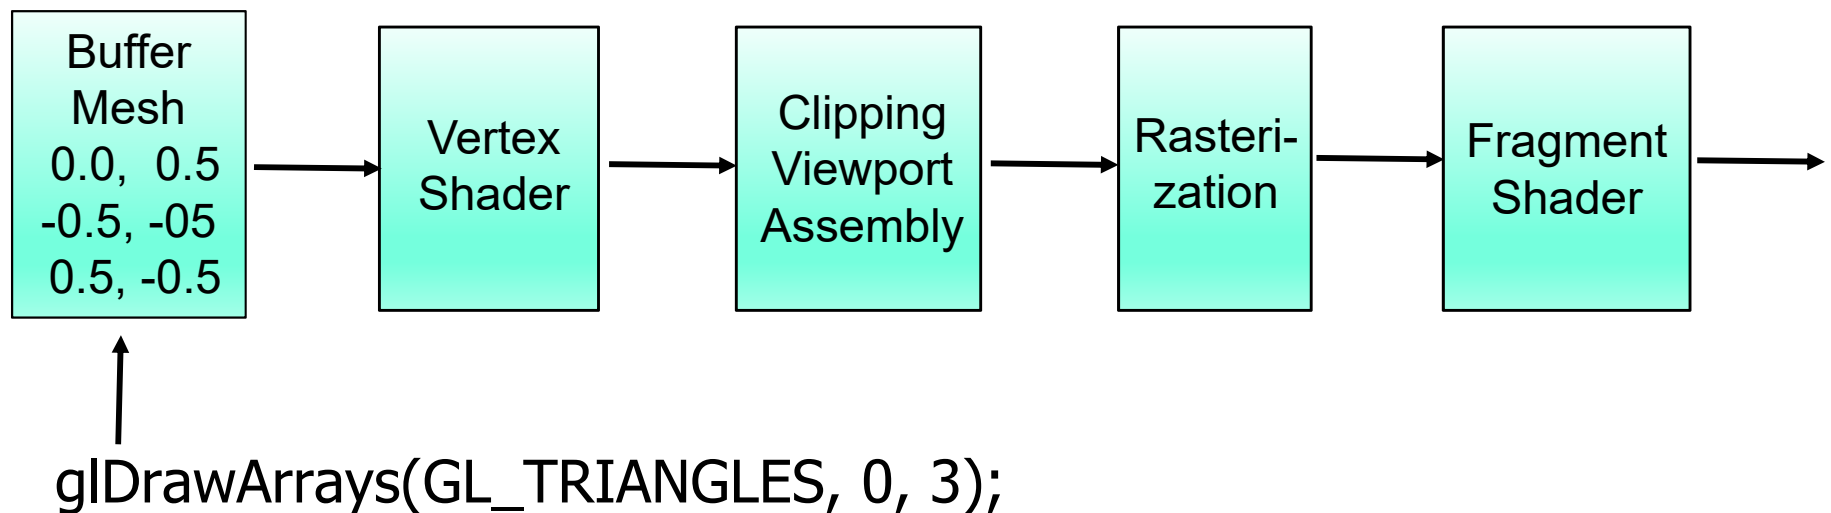 Buffer
Mesh
0.0, 0.5
-0.5, -05
0.5, -0.5
Vertex
Shader
Clipping
Viewport
Assembly
Rasteri-
zation
Fragment
Shader
glDrawArrays(GL_TRIANGLES, 0, 3);